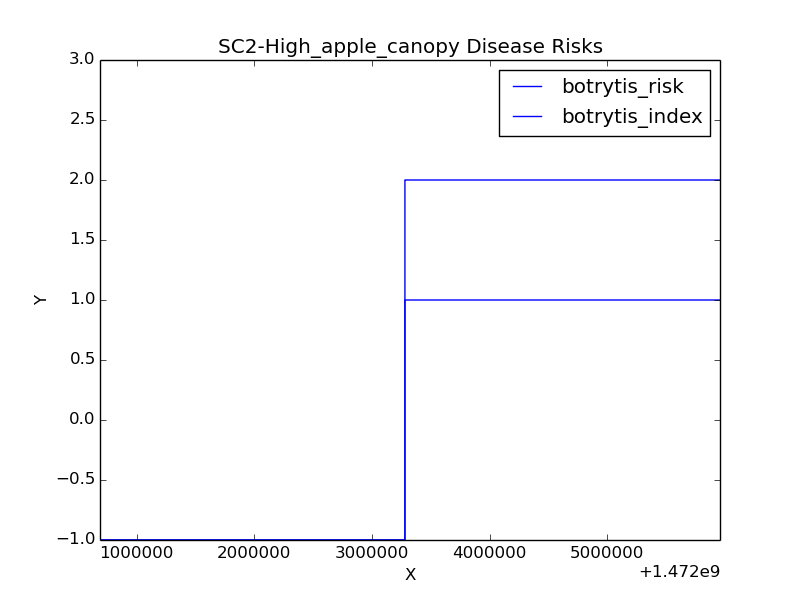 SC2-High_apple_canopy Disease Risks
3.0
2.5
2.0
1.5
1.0
0.5
0.0
−0.5
−1.0
Y
botrytis_risk
botrytis_index
1000000 2000000 3000000 4000000 5000000
X
+1.472e9